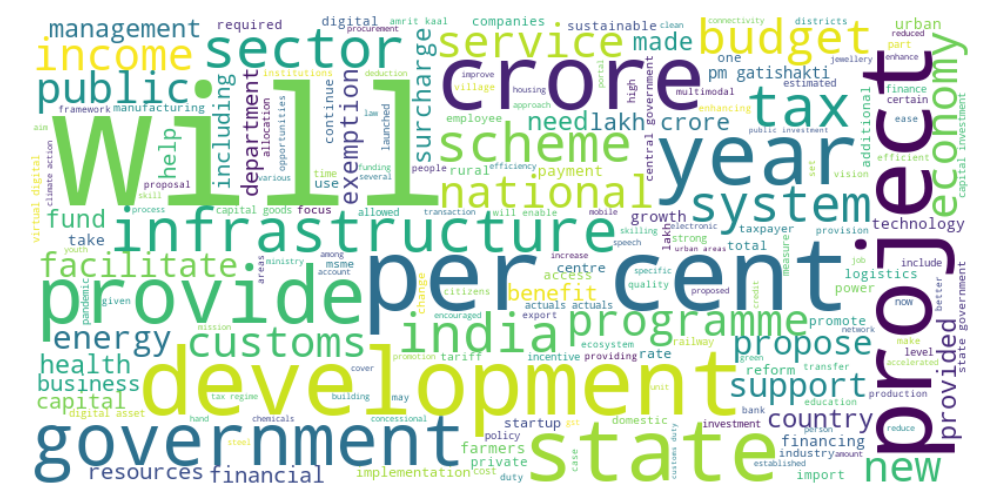 will
per cent
development
project
crore
year
state
government
provide
infrastructure
india
sector
tax
budget
service
scheme
national
system
programme
customs
public
income
new
economy
support
propose
energy
facilitate
management
required
digital
amrit kaal
procurement
companies
sustainable
connectivity
clean
districts
reduced
urban
part
enhance
jewellery
made
one
pm gatishakti
estimated
multimodal
finance
certain
ease
high
portal
housing
village
improve
approach
institutions
deduction
surcharge
including
department
allocation
opportunities
continue
law
launched
exemption
framework
manufacturing
aim
climate action
help
proposal
skill
various
time
use
funding
several
people
employee
efficiency
need
lakh crore
public investment
central government
enhancing
additional
efficient
set
vision
capital investment
rural
payment
virtual digital
fund
process
capital goods
focus
allowed
transaction
will enable
mobile
skilling
speech
growth
electronic
lakh
strong
urban areas
taxpayer
total
provision
measure
technology
take
youth
ministry
areas
among
account
increase
centre
access
citizens
msme
change
benefit
actuals actuals
specific
quality
export
proposed
encouraged
credit
job
logistics
power
include
now
better
pandemic
given
mission
ecosystem
railway
promote
network
make
level
provided
state government
accelerated
health
business
capital
promotion
tariff
incentive
providing
rate
cover
green
reform
transfer
education
production
reduce
digital asset
tax regime
building
may
concessional
unit
hand
chemicals
steel
gst
startup
policy
domestic
investment
bank
person
country
financing
industry
amount
established
import
customs duty
farmers
private
case
cost
duty
implementation
resources
financial